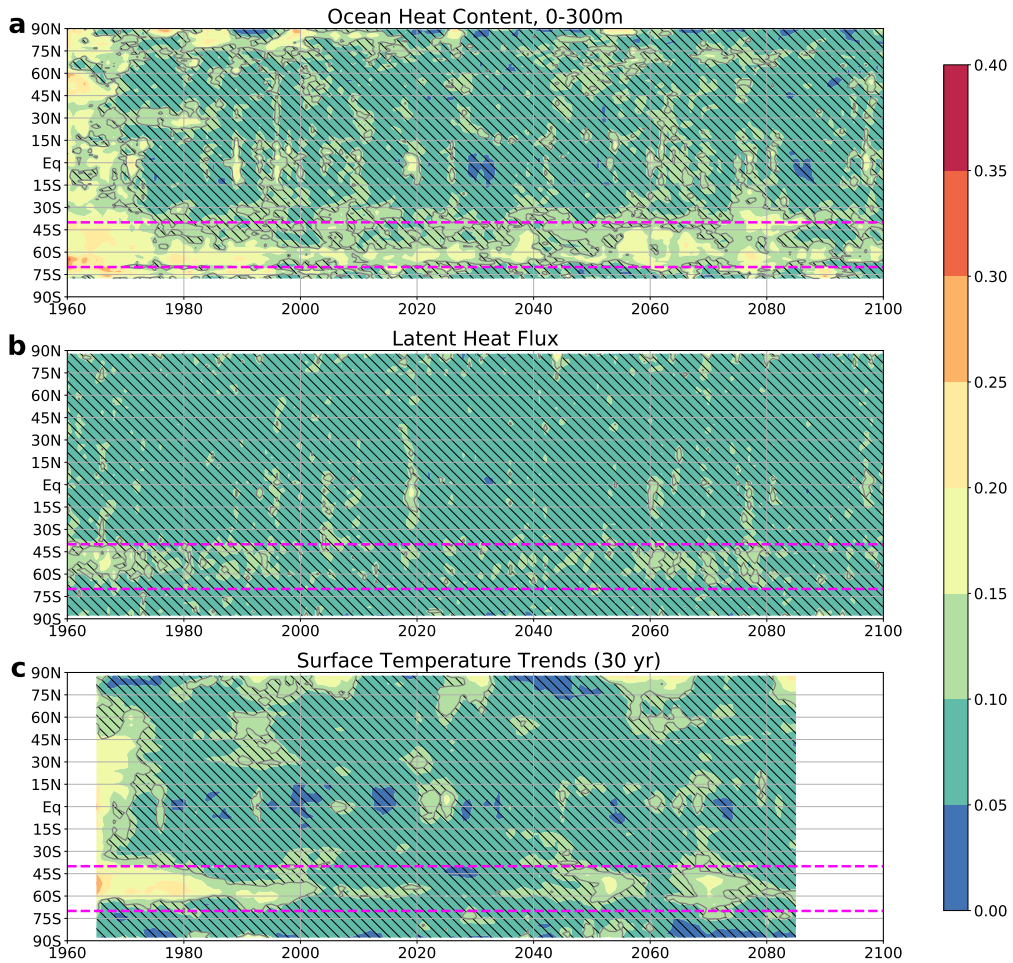 a
Ocean Heat Content, 0-300m
90N
75N
60N
45N
30N
15N
Eq
15S
30S
45S
60S
75S
90S
1960 1980 2000 2020 2040 2060 2080 2100
b
Latent Heat Flux
90N
75N
60N
45N
30N
15N
Eq
15S
30S
45S
60S
75S
90S
1960 1980 2000 2020 2040 2060 2080 2100
c
Surface Temperature Trends (30 yr)
90N
75N
60N
45N
30N
15N
Eq
15S
30S
45S
60S
75S
90S
1960 1980 2000 2020 2040 2060 2080 2100
0.40
0.35
0.30
0.25
0.20
0.15
0.10
0.05
0.00